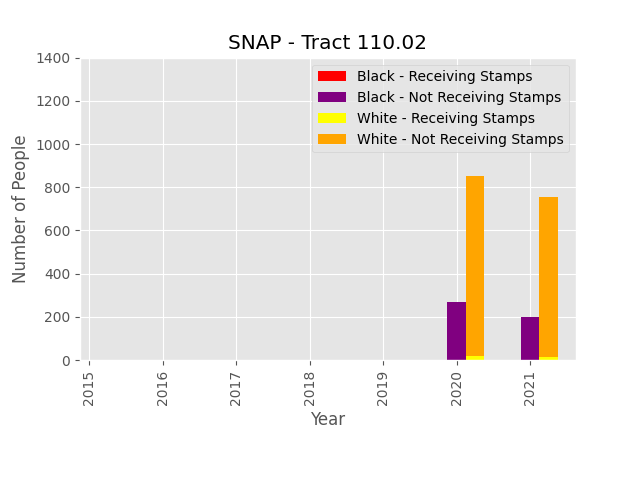 SNAP - Tract 110.02
1400
1200
1000
800
600
400
200
0
Number of People
Black - Receiving Stamps
Black - Not Receiving Stamps
White - Receiving Stamps
White - Not Receiving Stamps
2015
2016
2017
2018
2019
2020
2021
Year